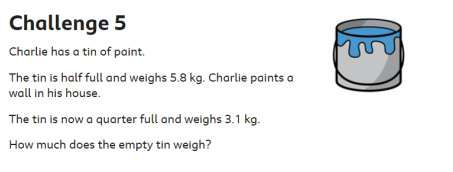 Challenge 5
Charlie has a tin of paint.
The tin is half full and weighs 5.8 kg. Charlie paints a
wall in his house.
The tin is now a quarter full and weighs 3.1 kg.
How much does the empty tin weigh?